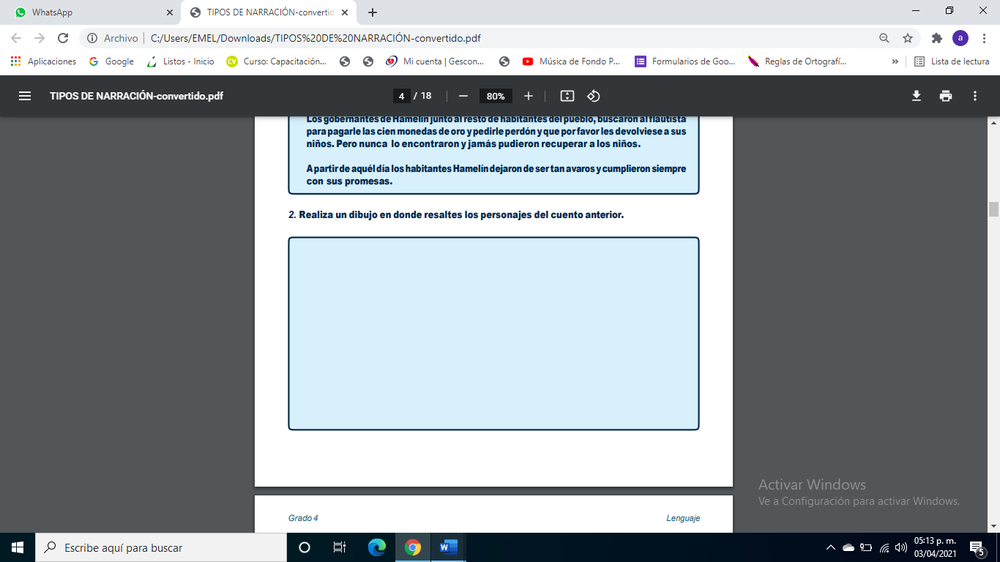 WhatsApp
TIPOS DE NARRACIÓN-convertid
Archivo
C:/Users/EMEL/Downloads/TIPOS%20DE%20NARRACIÓN-convertido.pdf
a
Aplicaciones
Google
Listos - Inicio
CV
Curso: Capacitación...
Mi cuenta | Gescon...
Música de Fondo P...
Formularios de Goo...
Reglas de Ortografí...
»
Lista de lectura
TIPOS DE NARRACIÓN-convertido.pdf
4 / 18
80%
Los gobernantes de Hamelín junto al resto de habitantes del pueblo, buscaron al flautista
para pagarle las cien monedas de oro y pedirle perdón y que por favor les devolviese a sus
niños. Pero nunca lo encontraron y jamás pudieron recuperar a los niños.
A partir de aquél día los habitantes Hamelín dejaron de ser tan avaros y cumplieron siempre
con sus promesas.
2. Realiza un dibujo en donde resaltes los personajes del cuento anterior.
Activar Windows
Ve a Configuración para activar Windows.
Grado 4
Lenguaje
Escribe aquí para buscar
W
05:13 p. m.
03/04/2021
5